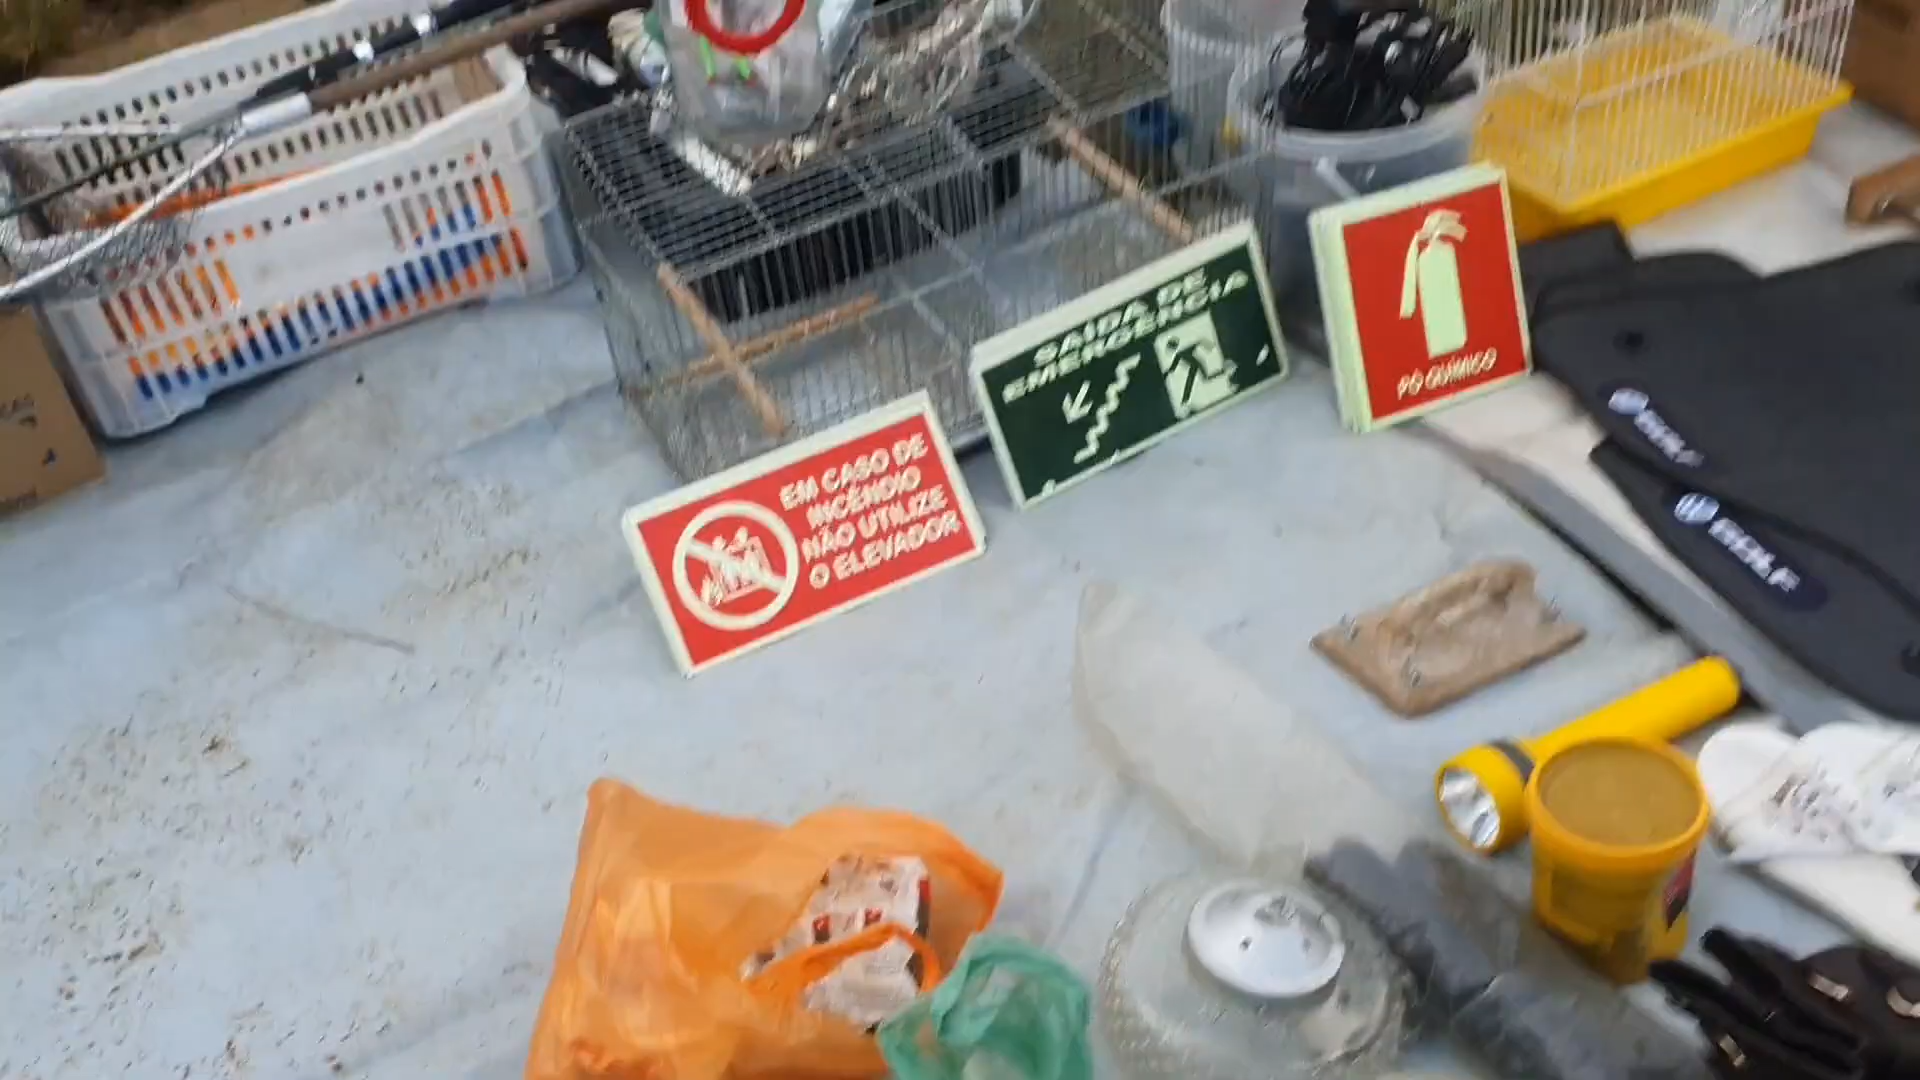 SAÍDA DE
EMERGÊNCIA
PÓ QUÍMICO
EM CASO DE
INCÊNDIO
NÃO UTILIZE
O ELEVADOR
GOLF
GOLF